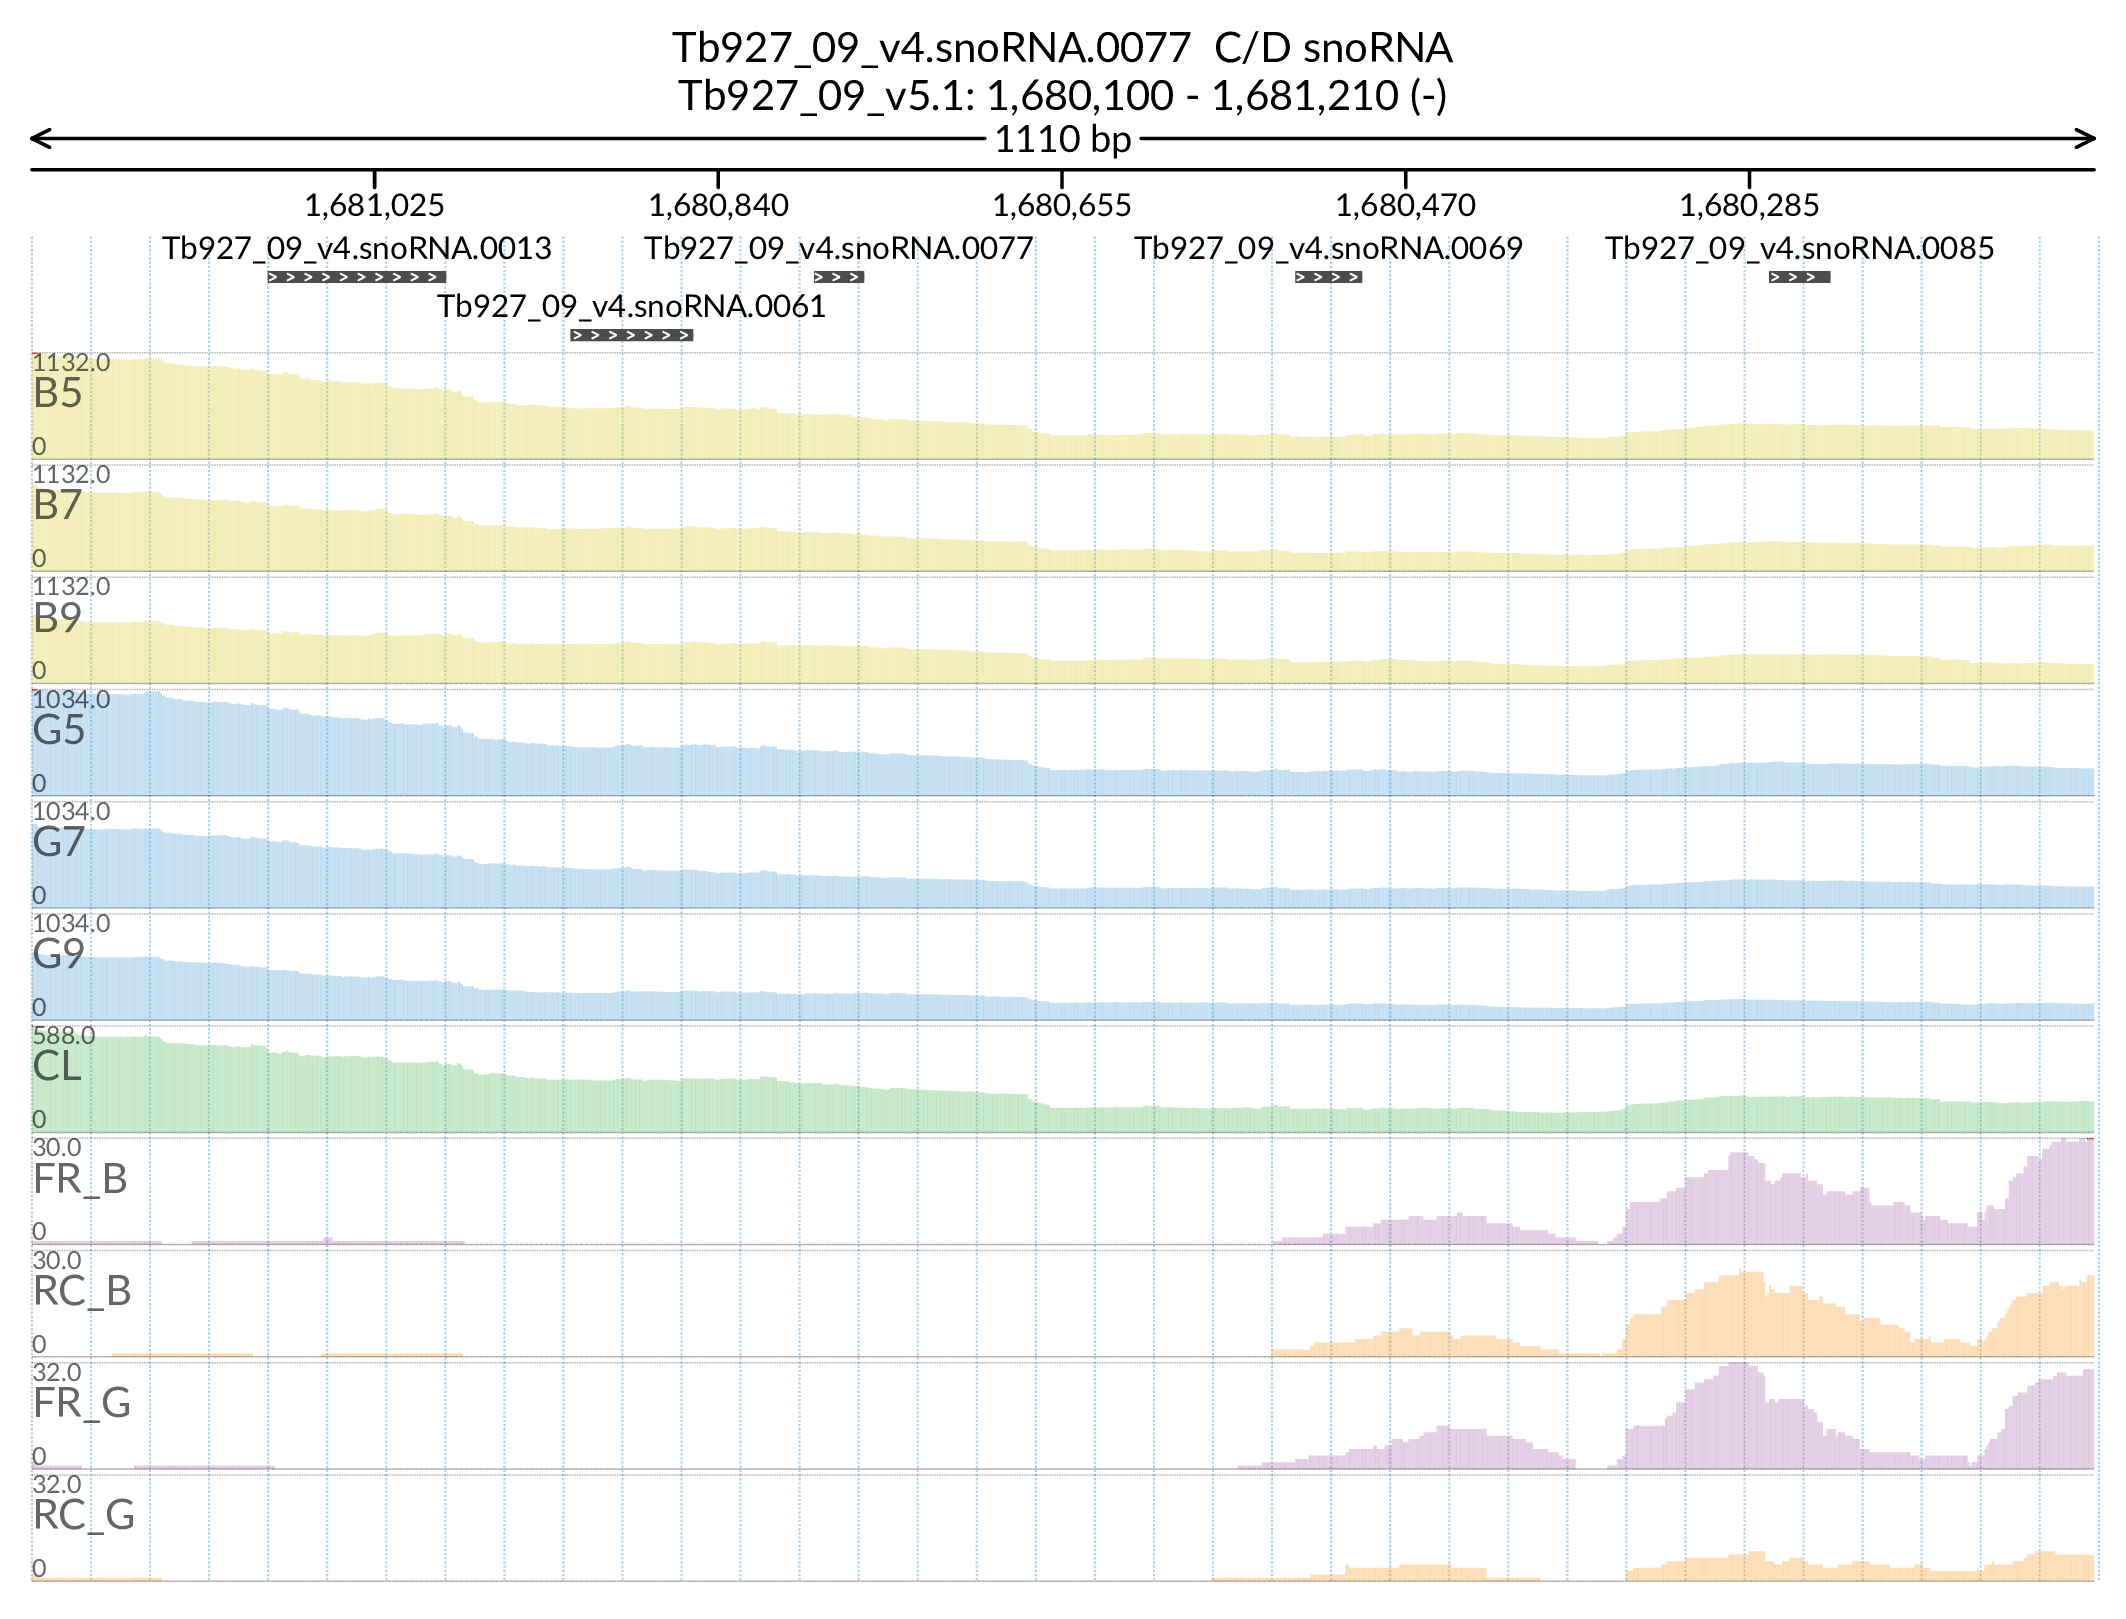 Tb927_09_v4.snoRNA.0077 C/D snoRNA
Tb927_09_v5.1: 1,680,100 - 1,681,210 (-)
1110 bp
1,681,025 1,680,840 1,680,655 1,680,470 1,680,285
Tb927_09_v4.snoRNA.0013 Tb927_09_v4.snoRNA.0077 Tb927_09_v4.snoRNA.0069 Tb927_09_v4.snoRNA.0085
Tb927_09_v4.snoRNA.0061
1132.0
B5
0
1132.0
B7
0
1132.0
B9
0
1034.0
G5
0
1034.0
G7
0
1034.0
G9
0
588.0
CL
0
30.0
FR_B
0
30.0
RC_B
0
32.0
FR_G
0
32.0
RC_G
0